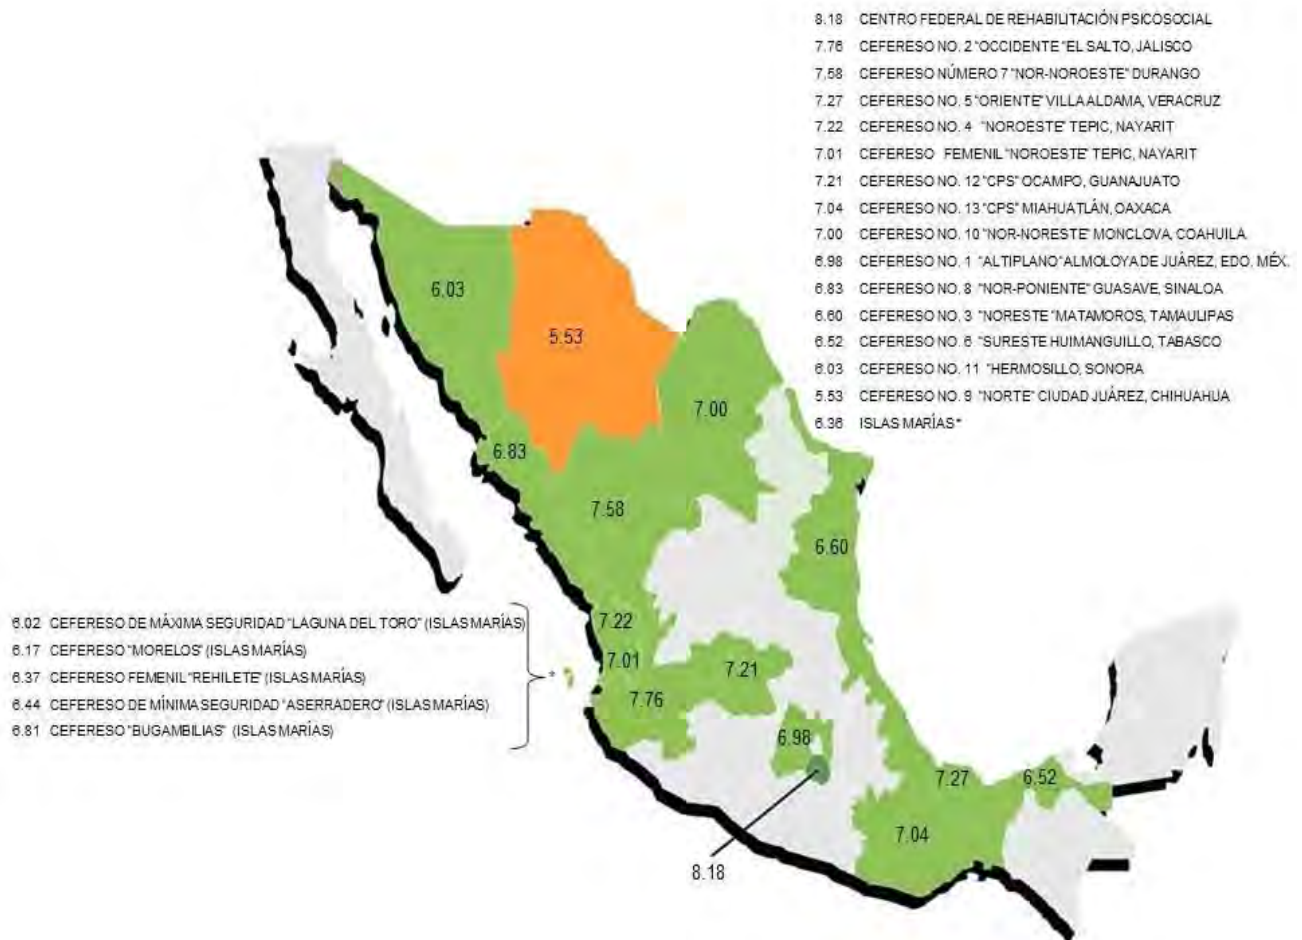 8.18 CENTRO FEDERAL DE REHABILITACIÓN PSICOSOCIAL
7.76 CEFERESO NO. 2 "OCCIDENTE "EL SALTO, JALISCO
7.58 CEFERESO NÚMERO 7 "NOR-NOROESTE" DURANGO
7.27 CEFERESO NO. 5 "ORIENTE" VILLA ALDAMA, VERACRUZ
7.22 CEFERESO NO. 4 "NOROESTE" TEPIC, NAYARIT
7.01 CEFERESO FEMENIL "NOROESTE" TEPIC, NAYARIT
7.21 CEFERESO NO. 12 "CPS" OCAMPO, GUANAJUATO
7.04 CEFERESO NO. 13 "CPS" MIAHUATLÁN, OAXACA
7.00 CEFERESO NO. 10 "NOR-NORESTE" MONCLOVA, COAHUILA
6.98 CEFERESO NO. 1 "ALTIPLANO" ALMOLOYA DE JUÁREZ, EDO. MÉX.
6.83 CEFERESO NO. 8 "NOR-PONIENTE" GUASAVE, SINALOA
6.60 CEFERESO NO. 3 "NORESTE "MATAMOROS, TAMAULIPAS
6.52 CEFERESO NO. 6 "SURESTE HUIMANGUILLO, TABASCO
6.03 CEFERESO NO. 11 "HERMOSILLO, SONORA
5.53 CEFERESO NO. 9 "NORTE" CIUDAD JUÁREZ, CHIHUAHUA
6.36 ISLAS MARÍAS*
6.03
5.53
7.00
6.83
7.58
6.60
7.22
7.01
7.21
7.76
6.98
7.27
6.52
7.04
8.18
6.02 CEFERESO DE MÁXIMA SEGURIDAD "LAGUNA DEL TORO" (ISLAS MARÍAS)
6.17 CEFERESO "MORELOS" (ISLAS MARÍAS)
6.37 CEFERESO FEMENIL "REHILETE" (ISLAS MARÍAS)
6.44 CEFERESO DE MÍNIMA SEGURIDAD "ASERRADERO" (ISLAS MARÍAS)
6.81 CEFERESO "BUGAMBILIAS" (ISLAS MARÍAS)
*